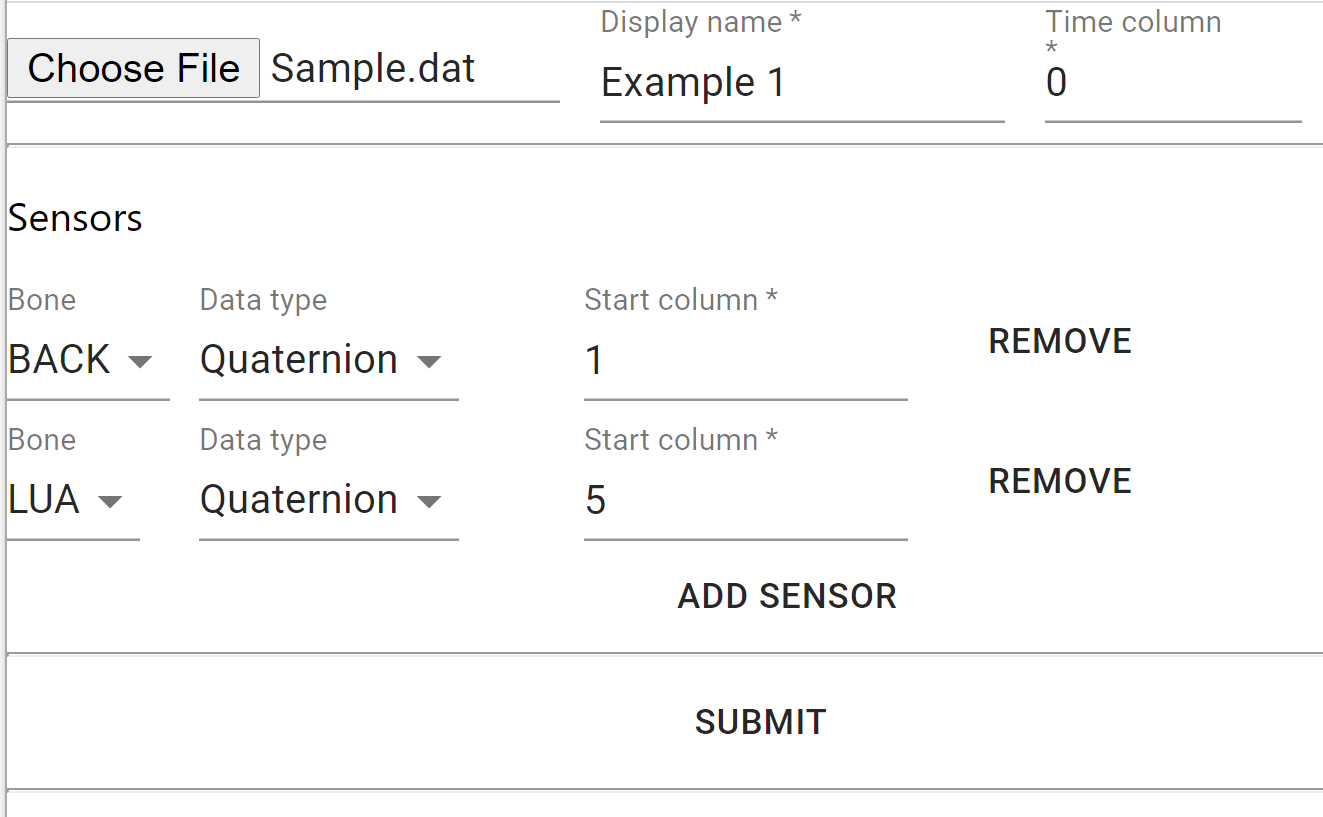 Display name *
Time column
*
Choose File Sample.dat
Example 1
0
Sensors
Bone Data type Start column *
BACK Quaternion 1
REMOVE
Bone Data type Start column *
LUA Quaternion 5
REMOVE
ADD SENSOR
SUBMIT